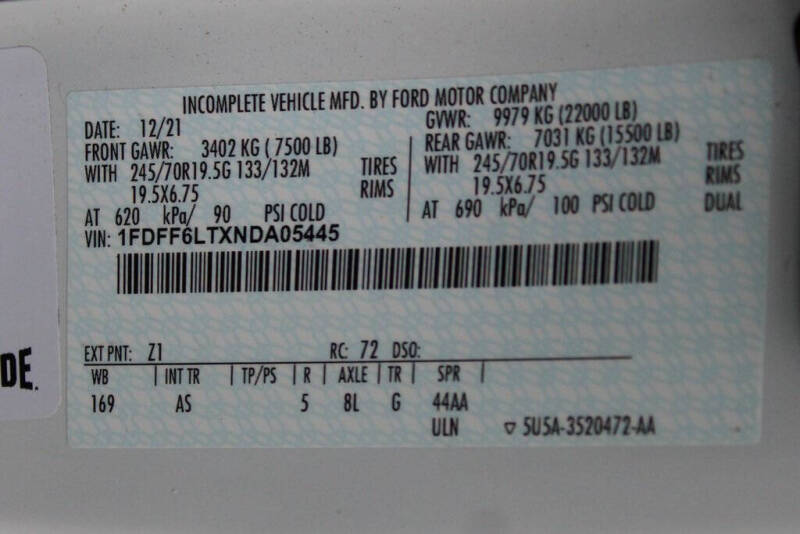 INCOMPLETE VEHICLE MFD. BY FORD MOTOR COMPANY
DATE: 12/21 GVWR: 9979 KG (22000 LB)
FRONT GAWR: 3402 KG ( 7500 LB) REAR GAWR: 7031 KG (15500 LB)
WITH 245/70R19.5G 133/132M TIRES WITH 245/70R19.5G 133/132M TIRES
19.5X6.75 RIMS 19.5X6.75 RIMS
AT 620 kPa/ 90 PSI COLD AT 690 kPa/ 100 PSI COLD DUAL
VIN: 1FDFF6LTXNDA05445
EXT PNT: Z1 RC: 72 DSO:
WB INT TR TP/PS R AXLE TR SPR
169 AS 5 8L G 44AA
ULN ▽ 5U5A-3520472-AA
DE.